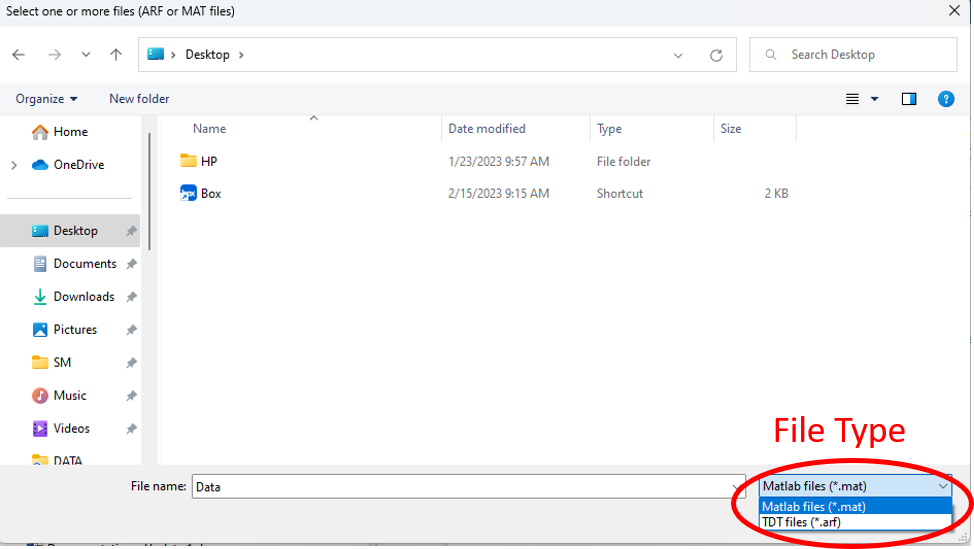 Select one or more files (ARF or MAT files)
Desktop
Search Desktop
Organize
New folder
Name
Date modified
Type
Size
Home
OneDrive
Desktop
Documents
Downloads
Pictures
SM
Music
Videos
DATA
HP
1/23/2023 9:57 AM
File folder
Box
2/15/2023 9:15 AM
Shortcut
2 KB
File Type
File name:
Data
Matlab files (*.mat)
Matlab files (*.mat)
TDT files (*.arf)